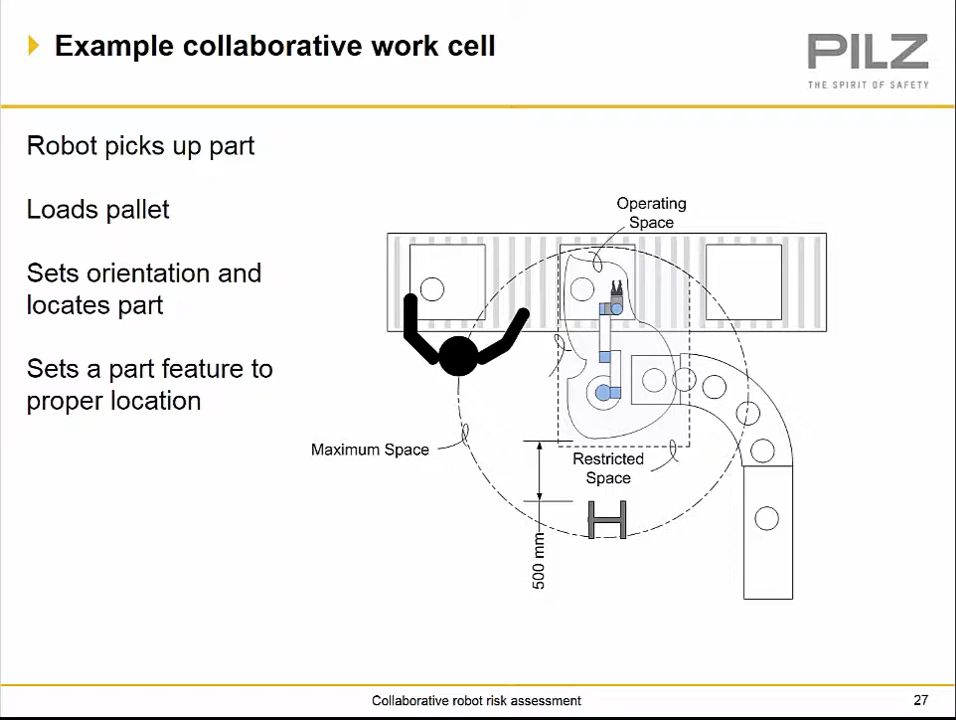 Example collaborative work cell
PILZ
THE SPIRIT OF SAFETY
Robot picks up part
Loads pallet
Sets orientation and
locates part
Sets a part feature to
proper location
Operating
Space
Maximum Space
Restricted
Space
500 mm
Collaborative robot risk assessment
27